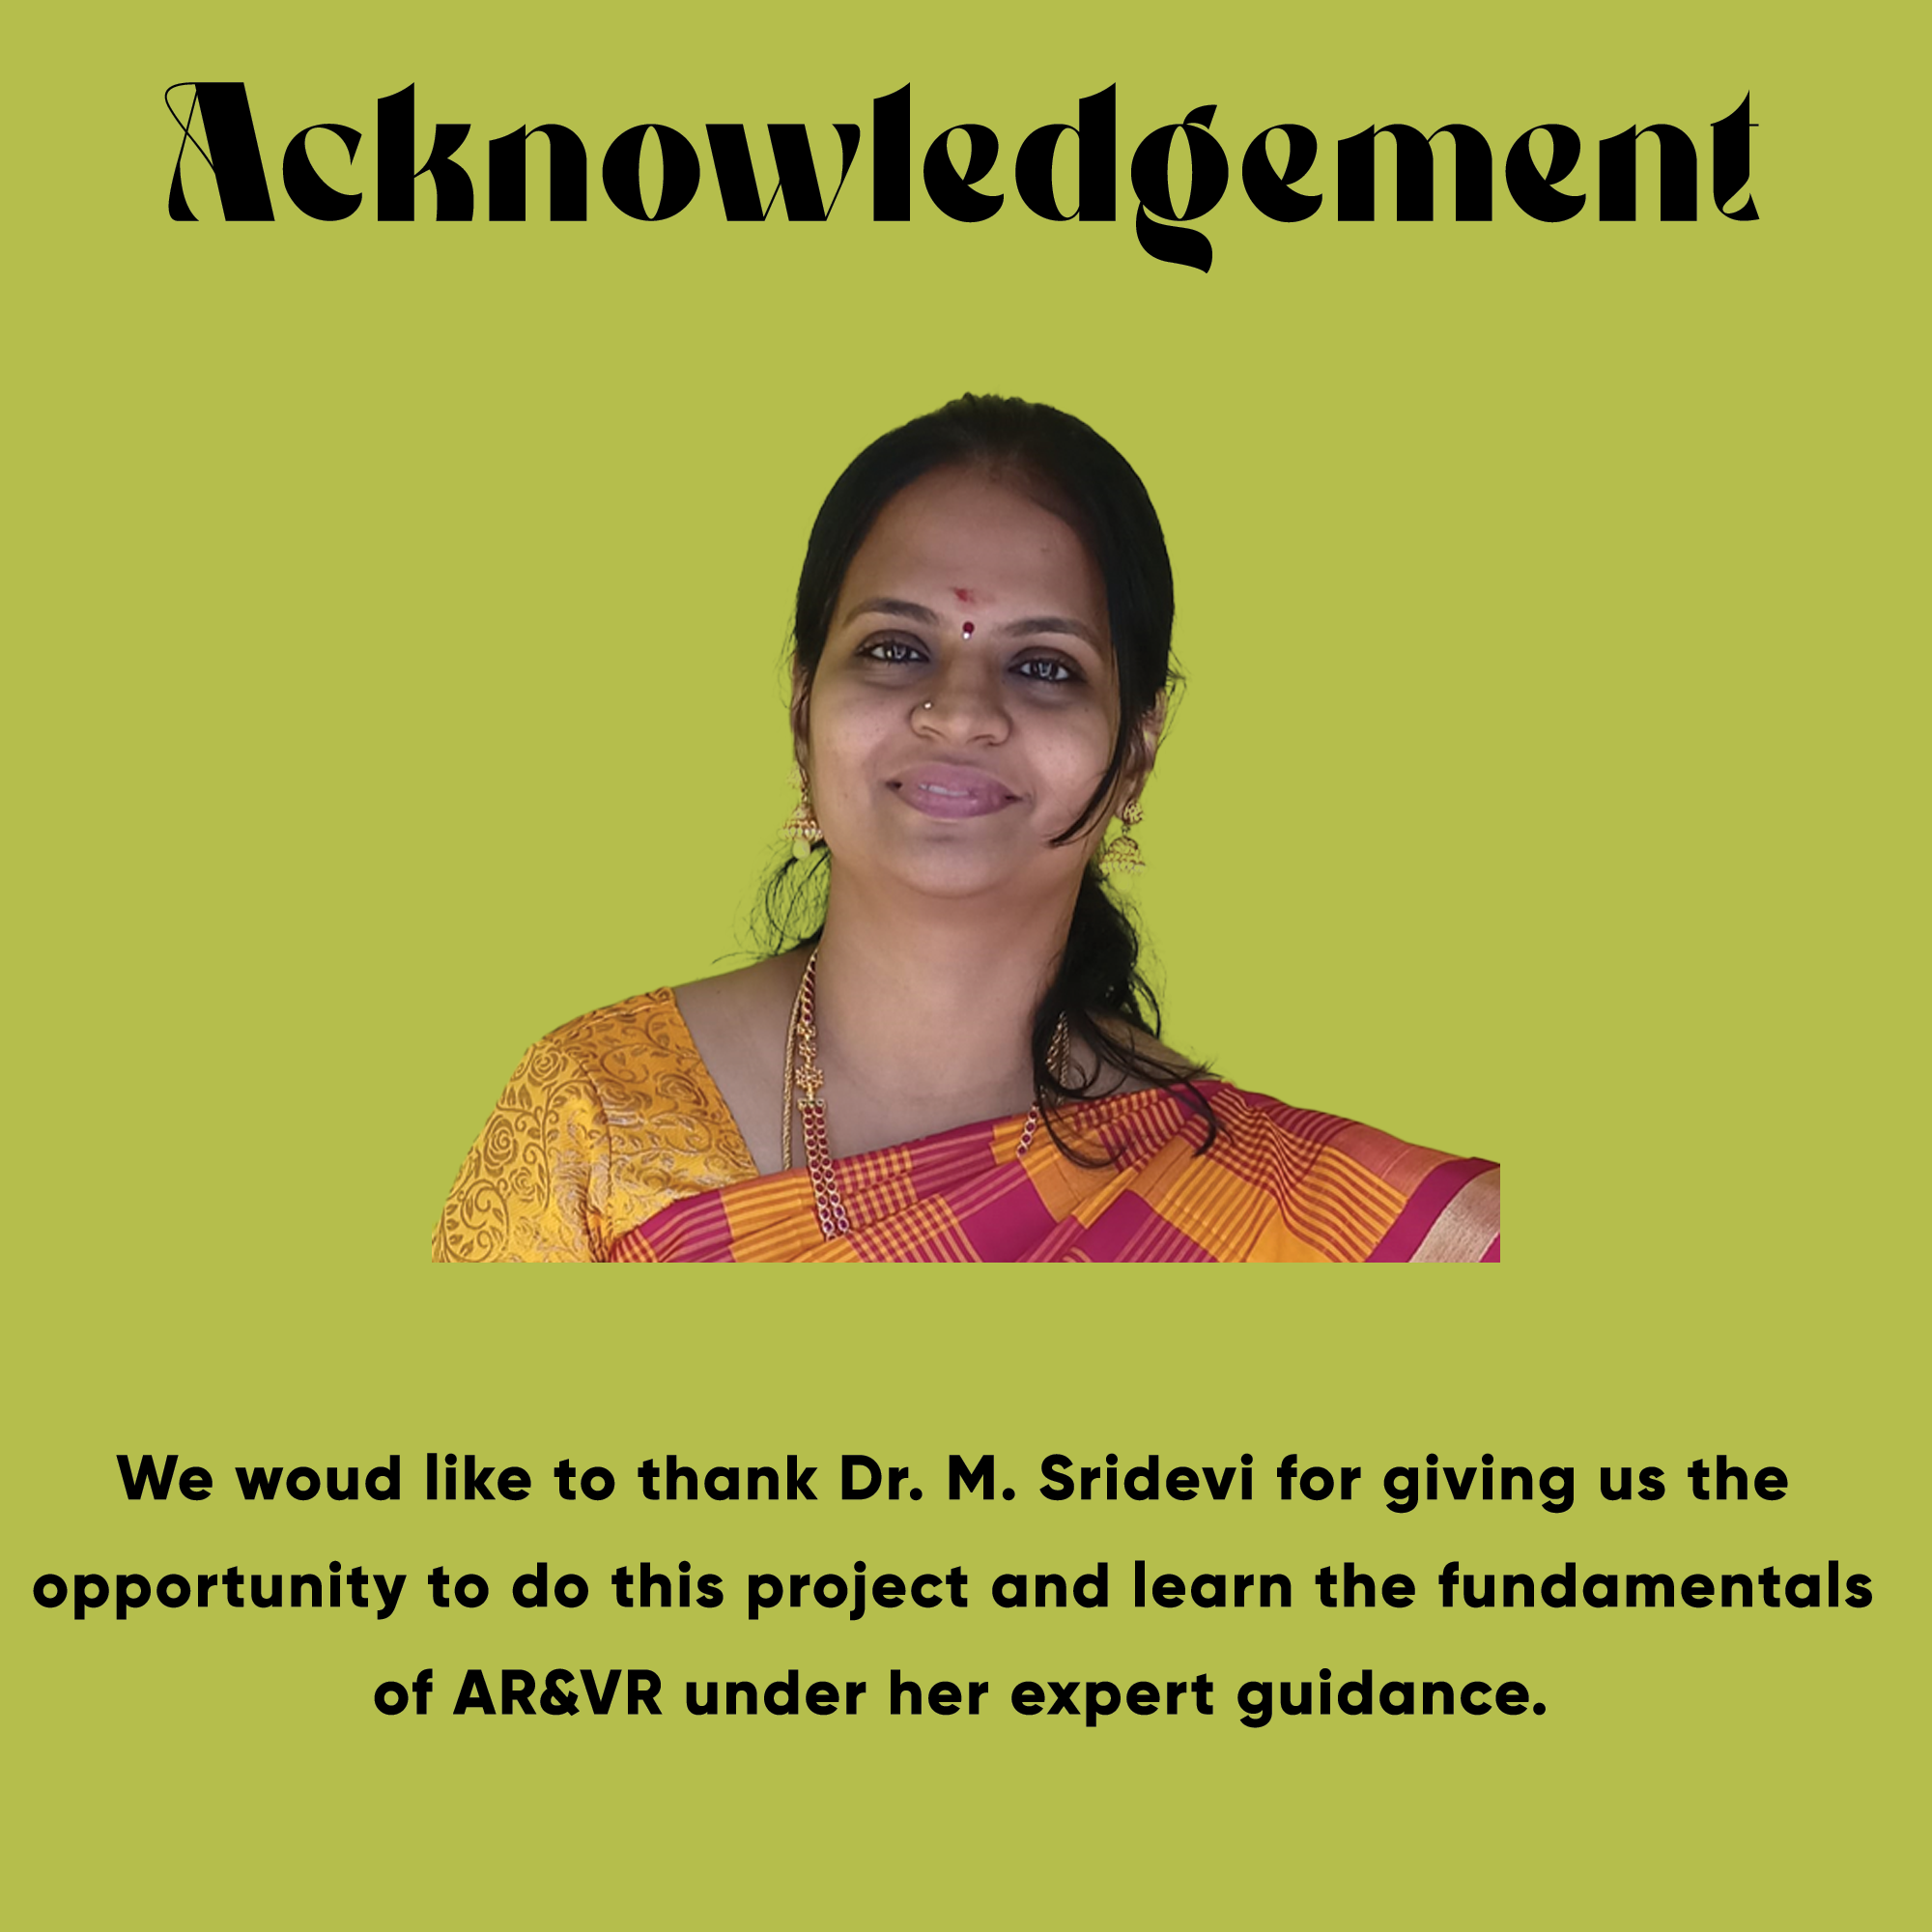 Acknowledgement
We woud like to thank Dr. M. Sridevi for giving us the
opportunity to do this project and learn the fundamentals
of AR&VR under her expert guidance.